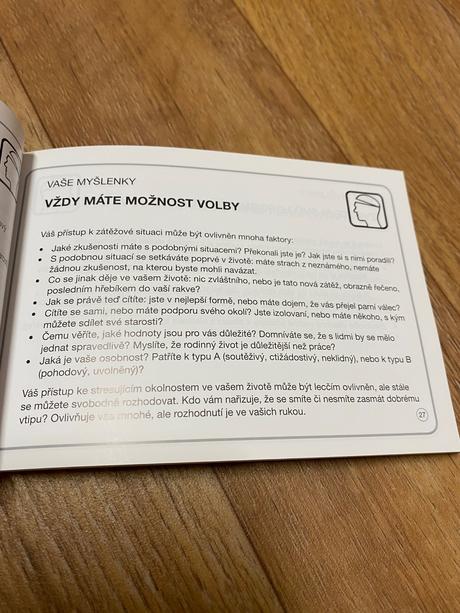 VAŠE MYŠLENKY
VŽDY MÁTE MOŽNOST VOLBY
Váš přístup k zátěžové situaci může být ovlivněn mnoha faktory:
• Jaké zkušenosti máte s podobnými situacemi? Překonali jste je? Jak jste si s nimi poradili?
• S podobnou situací se setkáváte poprvé v životě: máte strach z neznámého, nemáte
žádnou zkušenost, na kterou byste mohli navázat.
• Co se jinak děje ve vašem životě: nic zvláštního, nebo je tato nová zátěž, obrazně řečeno,
posledním hřebíkem do vaší rakve?
• Jak se právě teď cítíte: jste v nejlepší formě, nebo máte dojem, že vás přejel parní válec?
• Cítíte se sami, nebo máte podporu svého okolí? Jste izolovaní, nebo máte někoho, s kým
můžete sdílet své starosti?
• Čemu věříte, jaké hodnoty jsou pro vás důležité? Domníváte se, že s lidmi by se mělo
jednat spravedlivě? Myslíte, že rodinný život je důležitější než práce?
• Jaká je vaše osobnost? Patříte k typu A (soutěživý, ctižádostivý, neklidný), nebo k typu B
(pohodový, uvolněný)?
Váš přístup ke stresujícím okolnostem ve vašem životě může být lecčím ovlivněn, ale stále
se můžete svobodně rozhodovat. Kdo vám nařizuje, že se smíte či nesmíte zasmát dobrému
vtipu? Ovlivňuje vás mnohé, ale rozhodnutí je ve vašich rukou.
27